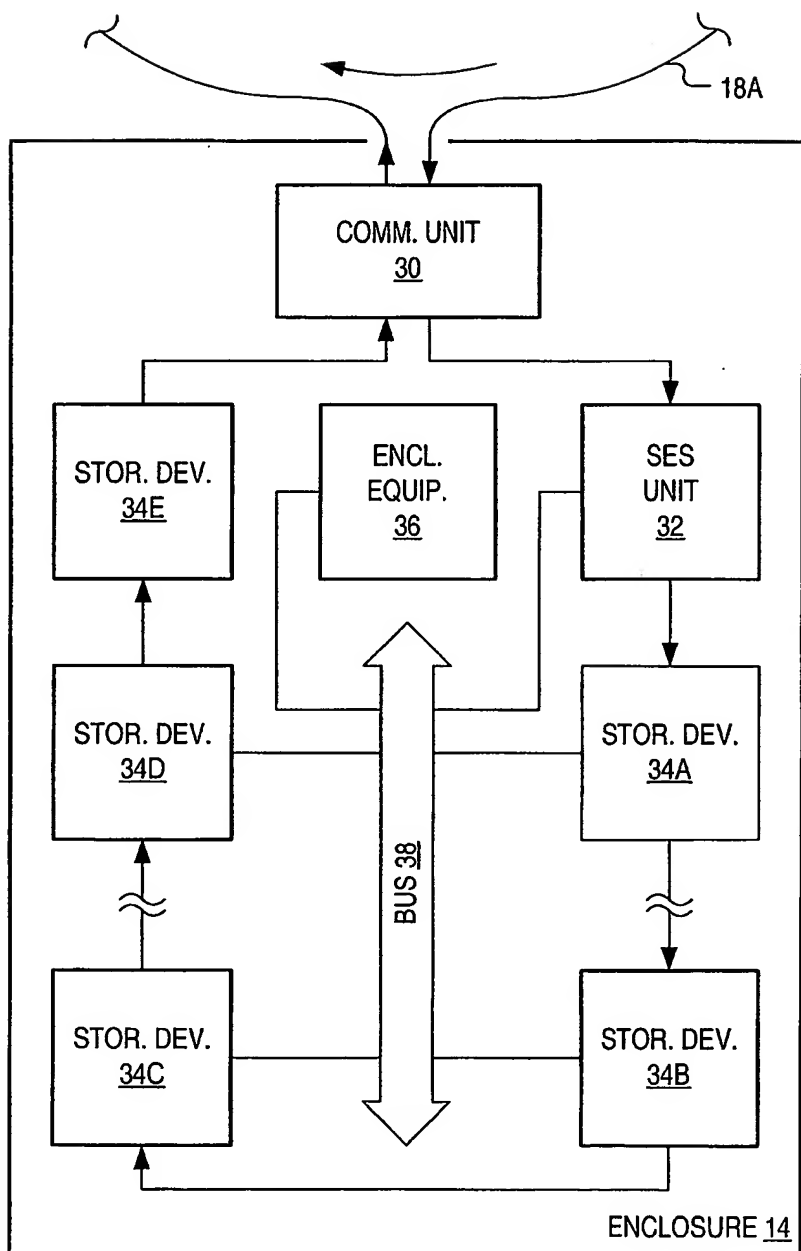 18A
COMM. UNIT
30
STOR. DEV.
34E
ENCL.
EQUIP.
36
SES
UNIT
32
STOR. DEV.
34D
STOR. DEV.
34A
BUS 38
STOR. DEV.
34C
STOR. DEV.
34B
ENCLOSURE 14